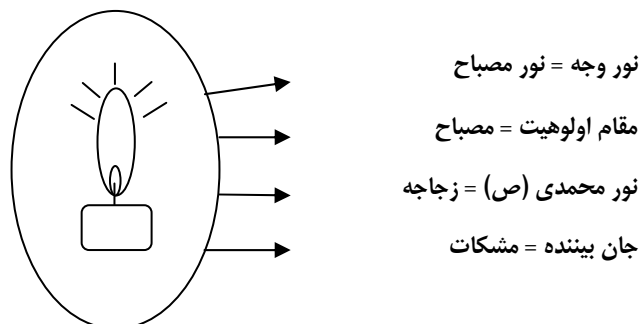 نور وجه = نور مصباح
مقام اولوهیت = مصباح
نور محمدی (ص) = زجاجه
جان بیننده = مشکات